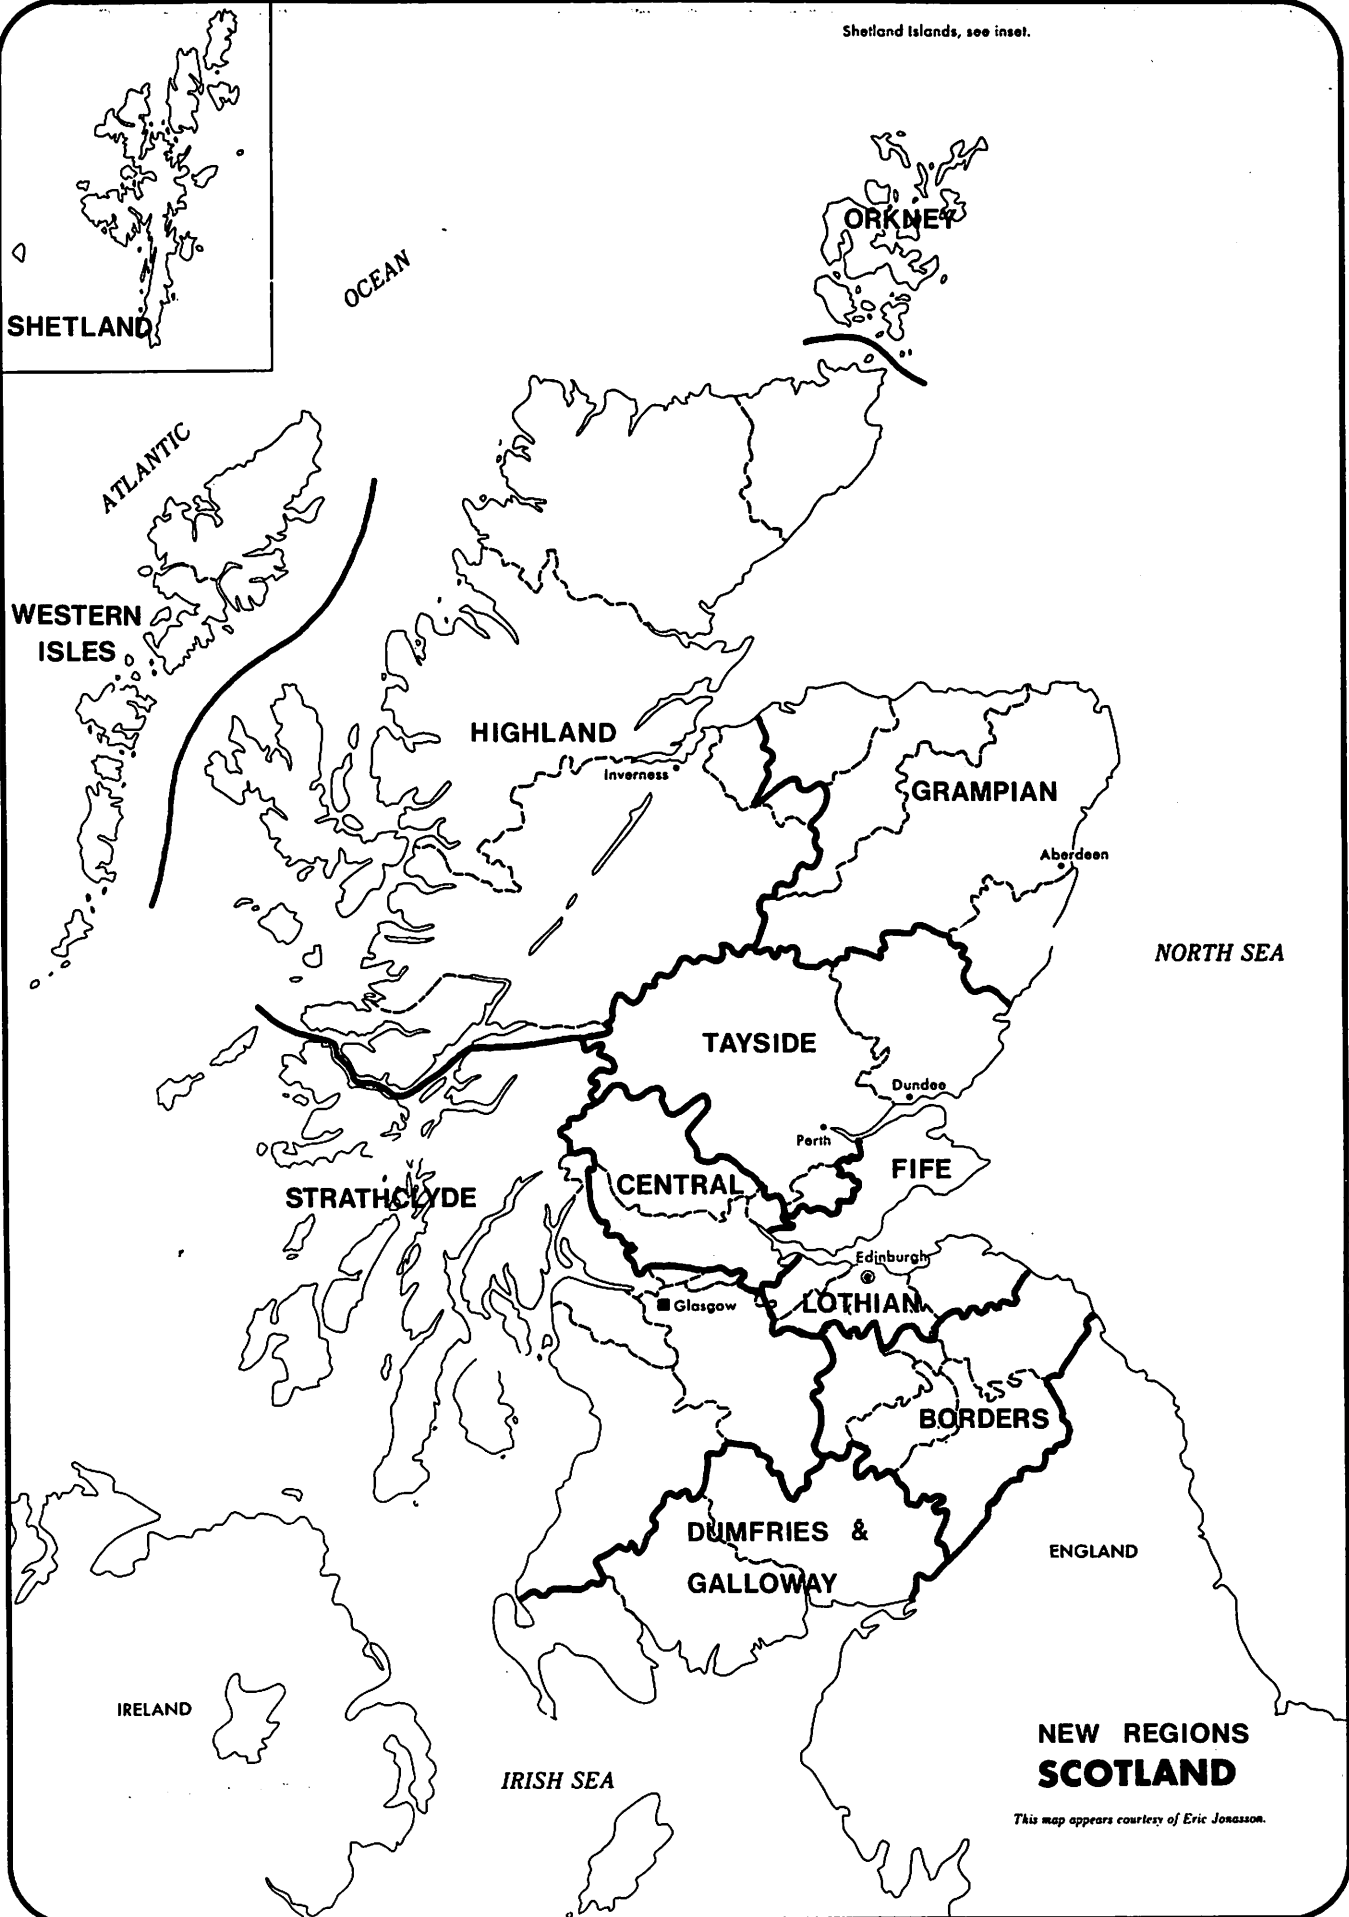 Shetland Islands, see inset.
ORKNEY
OCEAN
SHETLAND
ATLANTIC
WESTERN
ISLES
HIGHLAND
Inverness
GRAMPIAN
Aberdeen
NORTH SEA
TAYSIDE
Dundee
Perth
FIFE
CENTRAL
STRATHCLYDE
Edinburgh
LOTHIAN
Glasgow
BORDERS
DUMFRIES &
GALLOWAY
ENGLAND
IRELAND
IRISH SEA
NEW REGIONS
SCOTLAND
This map appears courtesy of Eric Jonasson.